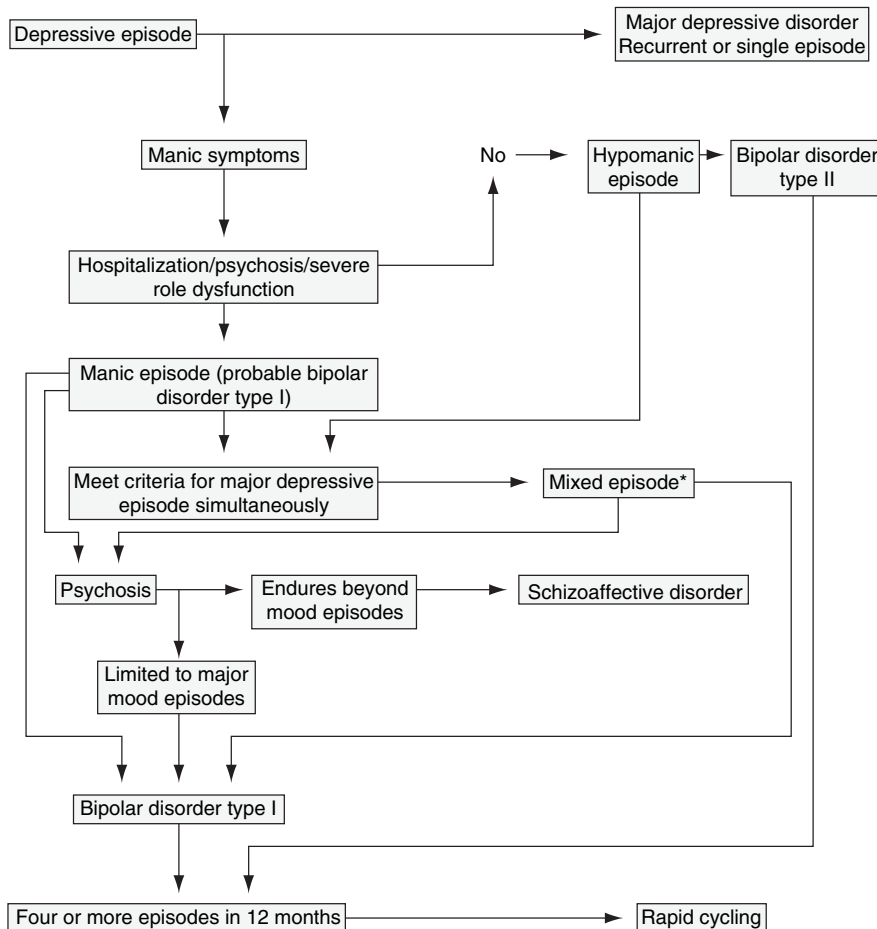 Depressive episode
Major depressive disorder
Recurrent or single episode
Manic symptoms
No
Hypomanic
episode
Bipolar disorder
type II
Hospitalization/psychosis/severe
role dysfunction
Manic episode (probable bipolar
disorder type I)
Meet criteria for major depressive
episode simultaneously
Mixed episode*
Psychosis
Endures beyond
mood episodes
Schizoaffective disorder
Limited to major
mood episodes
Bipolar disorder type I
Four or more episodes in 12 months
Rapid cycling